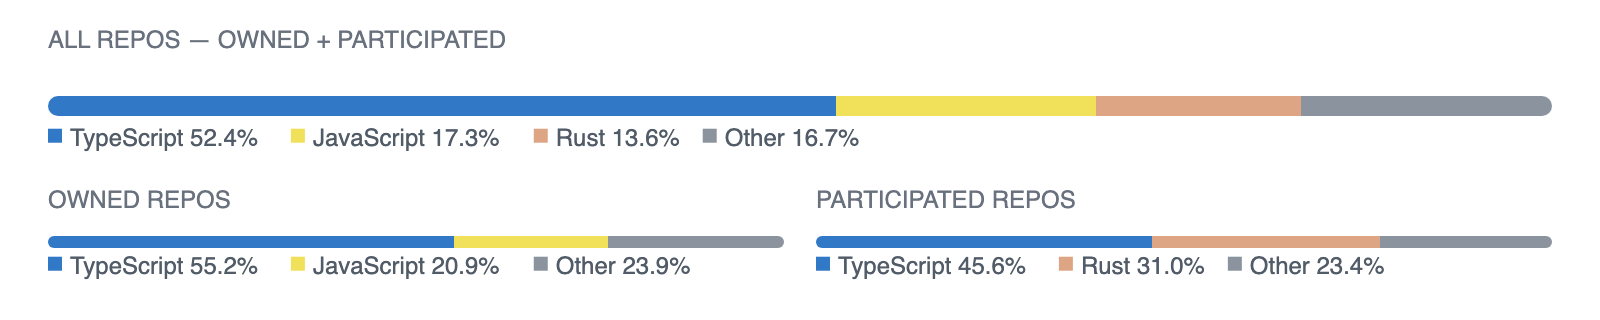 ALL REPOS — OWNED + PARTICIPATED
TypeScript 52.4% JavaScript 17.3% Rust 13.6% Other 16.7%
OWNED REPOS
TypeScript 55.2% JavaScript 20.9% Other 23.9%
PARTICIPATED REPOS
TypeScript 45.6% Rust 31.0% Other 23.4%